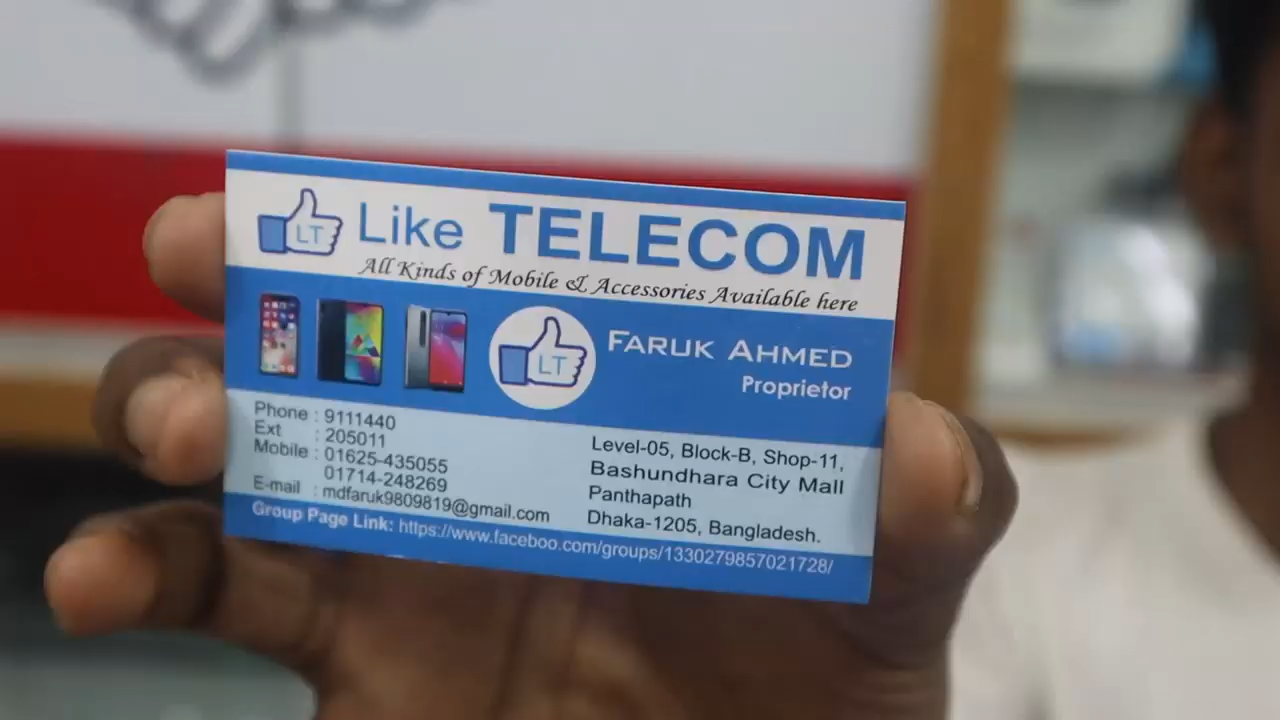 LT Like TELECOM
All Kinds of Mobile & Accessories Available here
LT
FARUK AHMED
Proprietor
Phone : 9111440
Ext : 205011
Mobile : 01625-435055
01714-248269
E-mail : mdfaruk9809819@gmail.com
Level-05, Block-B, Shop-11,
Bashundhara City Mall
Panthapath
Dhaka-1205, Bangladesh.
Group Page Link: https://www.faceboo.com/groups/1330279857021728/